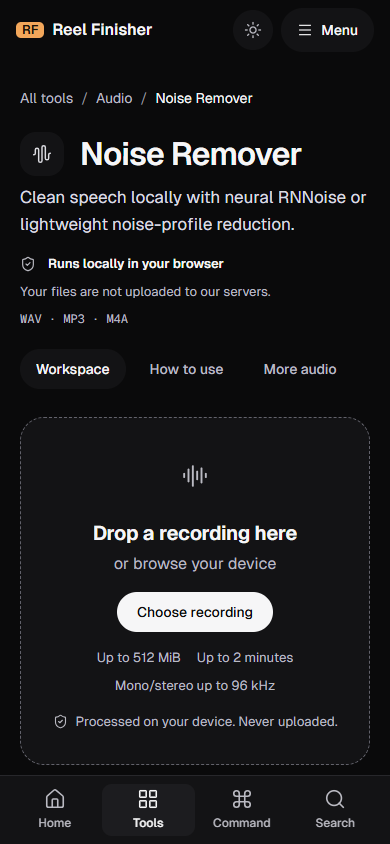 RF Reel Finisher Menu
All tools / Audio / Noise Remover
Noise Remover
Clean speech locally with neural RNNoise or
lightweight noise-profile reduction.
Runs locally in your browser
Your files are not uploaded to our servers.
WAV · MP3 · M4A
Workspace How to use More audio
Drop a recording here
or browse your device
Choose recording
Up to 512 MiB Up to 2 minutes
Mono/stereo up to 96 kHz
Processed on your device. Never uploaded.
Home Tools Command Search